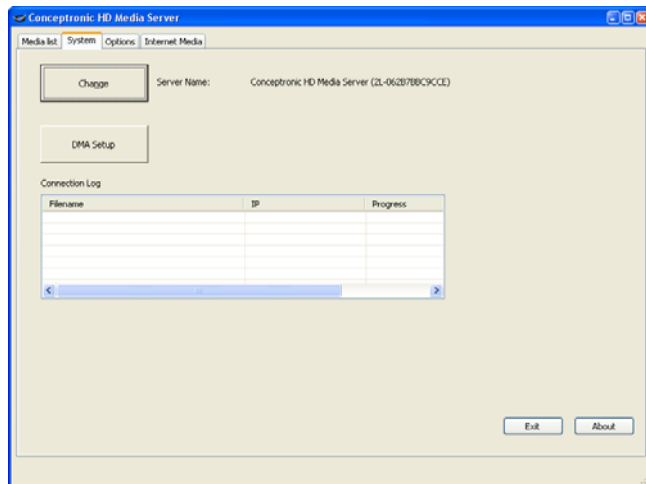 Conceptronic HD Media Server
Media list System Options Internet Media
Change Server Name: Conceptronic HD Media Server (2L-062B7BBC9CCE)
DMA Setup
Connection Log
Filename IP Progress
Exit About